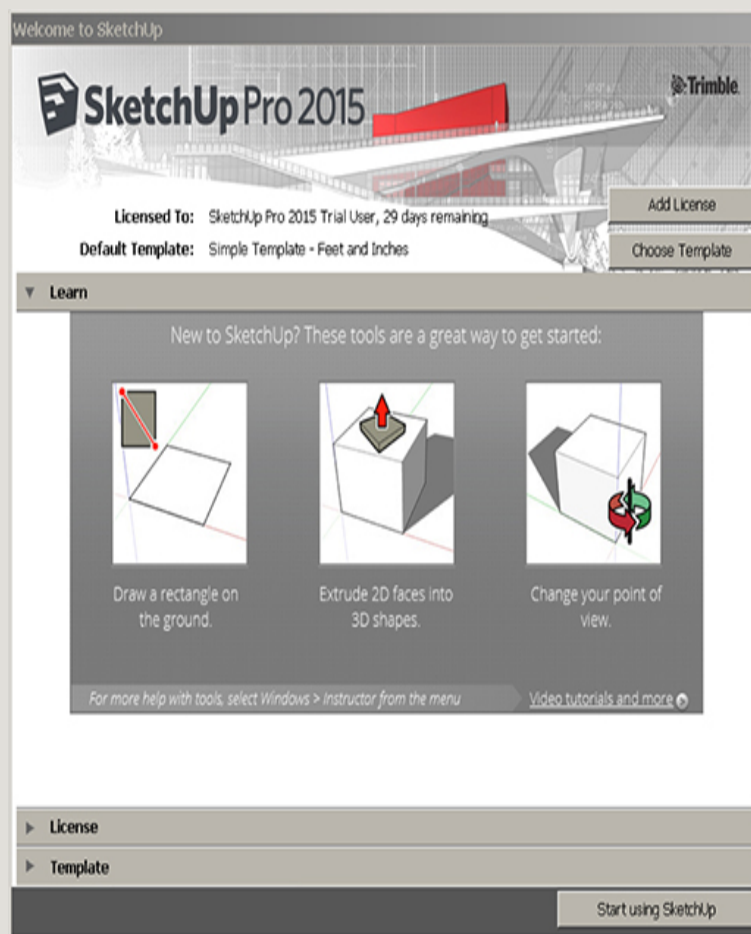 Welcome to SketchUp
SketchUp Pro 2015
Trimble
Licensed To: SketchUp Pro 2015 Trial User, 29 days remaining
Add License
Default Template: Simple Template - Feet and Inches
Choose Template
Learn
New to SketchUp? These tools are a great way to get started:
Draw a rectangle on
the ground.
Extrude 2D faces into
3D shapes.
Change your point of
view.
For more help with tools, select Windows > Instructor from the menu
Video tutorials and more
License
Template
Start using SketchUp